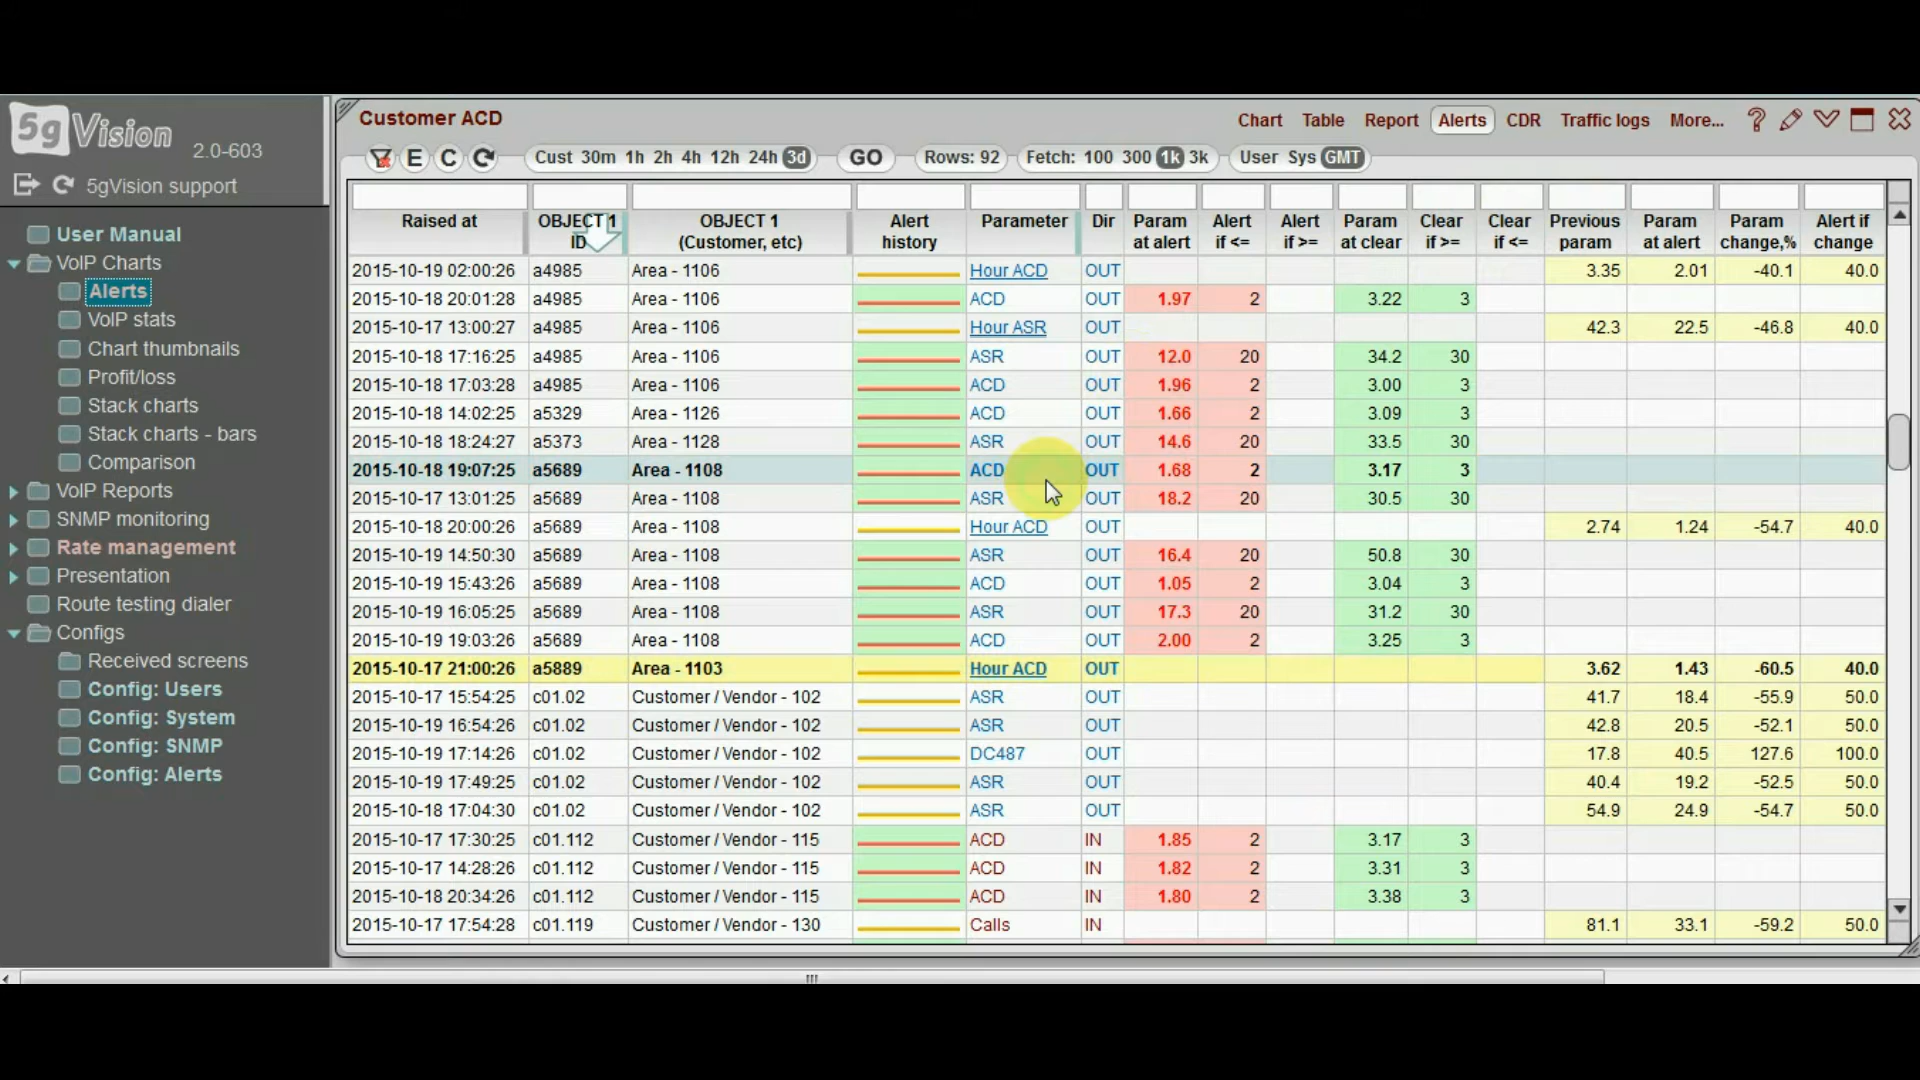 5g Vision 2.0-603
5gVision support
User Manual
VoIP Charts
Alerts
VoIP stats
Chart thumbnails
Profit/loss
Stack charts
Stack charts - bars
Comparison
VoIP Reports
SNMP monitoring
Rate management
Presentation
Route testing dialer
Configs
Received screens
Config: Users
Config: System
Config: SNMP
Config: Alerts
Customer ACD
Chart Table Report Alerts CDR Traffic logs More... ?
E C Cust 30m 1h 2h 4h 12h 24h 3d GO Rows: 92 Fetch: 100 300 1k 3k User Sys GMT
Raised at OBJECT 1 ID OBJECT 1 (Customer, etc) Alert history Parameter Dir Param at alert Alert if <= Alert if >= Param at clear Clear if >= Clear if <= Previous param Param at alert Param change,% Alert if change
2015-10-19 02:00:26 a4985 Area - 1106 Hour ACD OUT 3.35 2.01 -40.1 40.0
2015-10-18 20:01:28 a4985 Area - 1106 ACD OUT 1.97 2 3.22 3
2015-10-17 13:00:27 a4985 Area - 1106 Hour ASR OUT 42.3 22.5 -46.8 40.0
2015-10-18 17:16:25 a4985 Area - 1106 ASR OUT 12.0 20 34.2 30
2015-10-18 17:03:28 a4985 Area - 1106 ACD OUT 1.96 2 3.00 3
2015-10-18 14:02:25 a5329 Area - 1126 ACD OUT 1.66 2 3.09 3
2015-10-18 18:24:27 a5373 Area - 1128 ASR OUT 14.6 20 33.5 30
2015-10-18 19:07:25 a5689 Area - 1108 ACD OUT 1.68 2 3.17 3
2015-10-17 13:01:25 a5689 Area - 1108 ASR OUT 18.2 20 30.5 30
2015-10-18 20:00:26 a5689 Area - 1108 Hour ACD OUT 2.74 1.24 -54.7 40.0
2015-10-19 14:50:30 a5689 Area - 1108 ASR OUT 16.4 20 50.8 30
2015-10-19 15:43:26 a5689 Area - 1108 ACD OUT 1.05 2 3.04 3
2015-10-19 16:05:25 a5689 Area - 1108 ASR OUT 17.3 20 31.2 30
2015-10-19 19:03:26 a5689 Area - 1108 ACD OUT 2.00 2 3.25 3
2015-10-17 21:00:26 a5889 Area - 1103 Hour ACD OUT 3.62 1.43 -60.5 40.0
2015-10-17 15:54:25 c01.02 Customer / Vendor - 102 ASR OUT 41.7 18.4 -55.9 50.0
2015-10-19 16:54:26 c01.02 Customer / Vendor - 102 ASR OUT 42.8 20.5 -52.1 50.0
2015-10-19 17:14:26 c01.02 Customer / Vendor - 102 DC487 OUT 17.8 40.5 127.6 100.0
2015-10-19 17:49:25 c01.02 Customer / Vendor - 102 ASR OUT 40.4 19.2 -52.5 50.0
2015-10-18 17:04:30 c01.02 Customer / Vendor - 102 ASR OUT 54.9 24.9 -54.7 50.0
2015-10-17 17:30:25 c01.112 Customer / Vendor - 115 ACD IN 1.85 2 3.17 3
2015-10-17 14:28:26 c01.112 Customer / Vendor - 115 ACD IN 1.82 2 3.31 3
2015-10-18 20:34:26 c01.112 Customer / Vendor - 115 ACD IN 1.80 2 3.38 3
2015-10-17 17:54:28 c01.119 Customer / Vendor - 130 Calls IN 81.1 33.1 -59.2 50.0